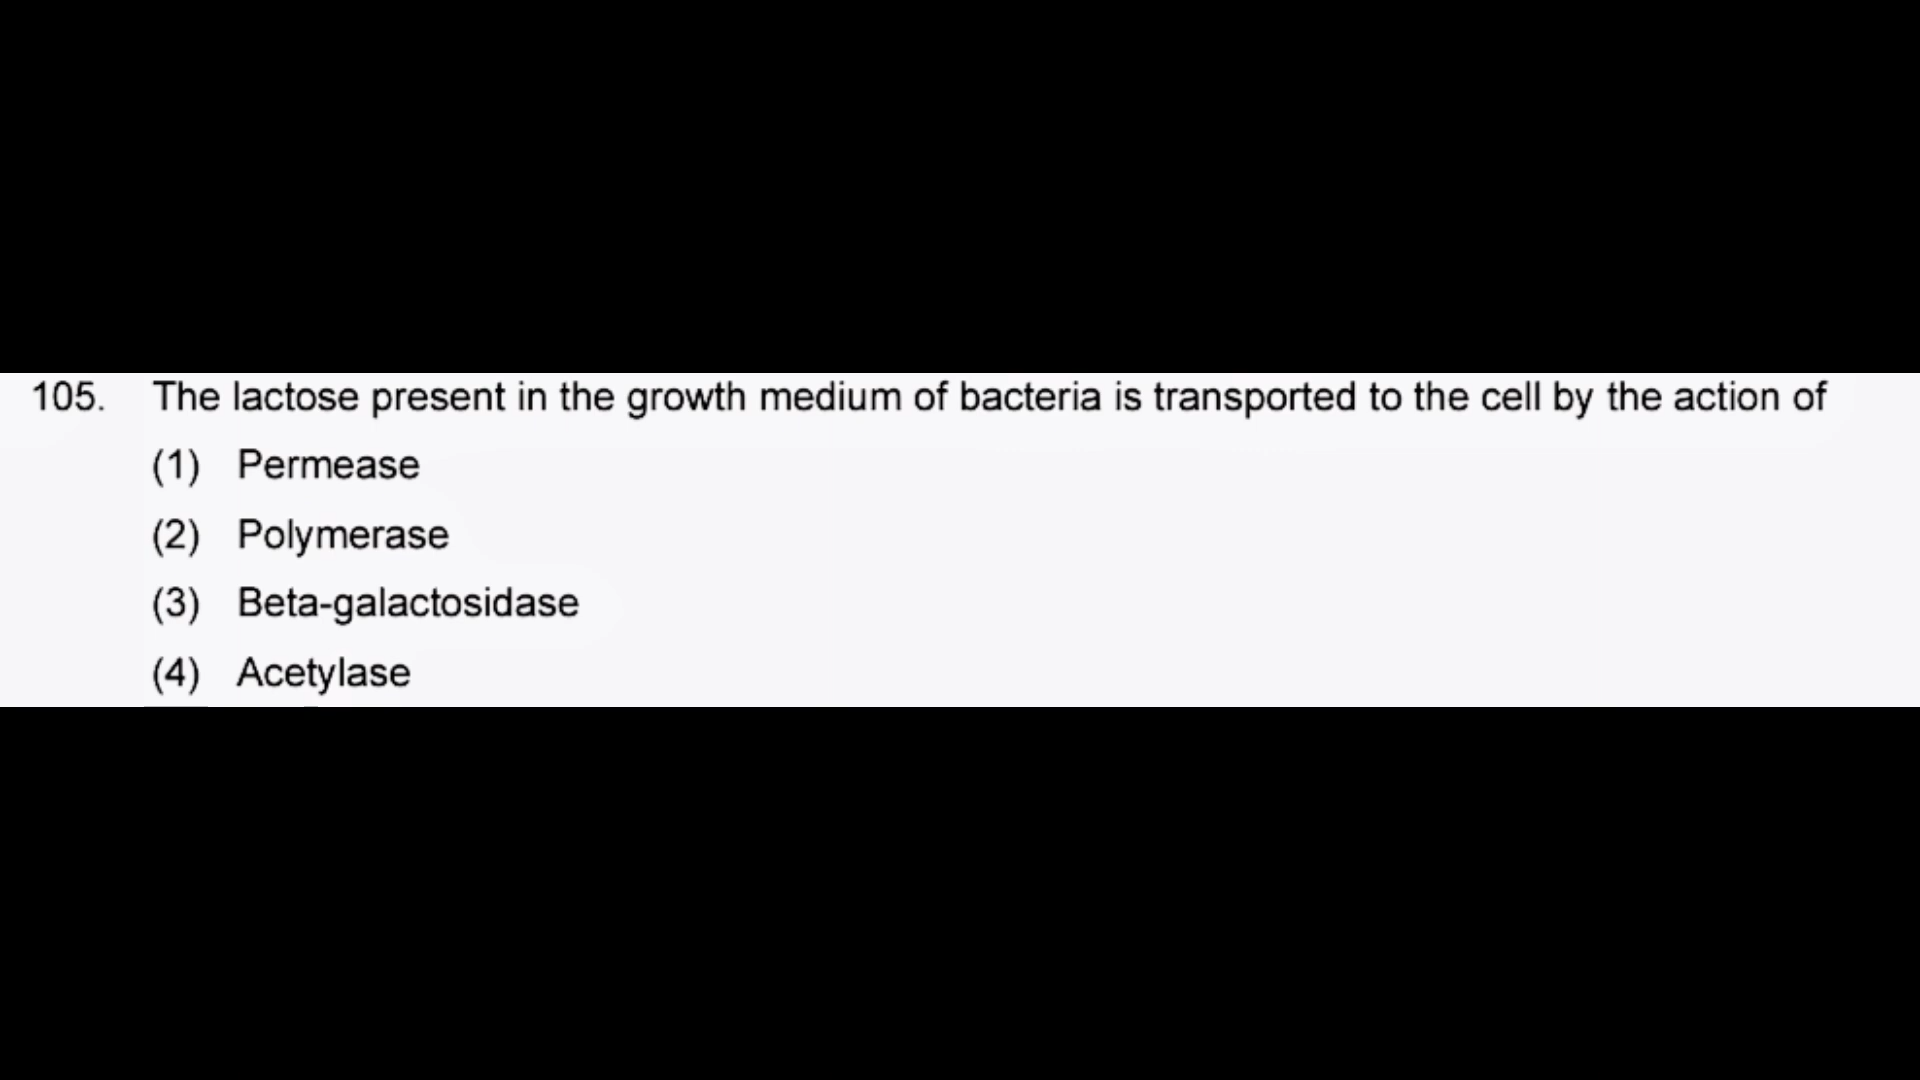 105. The lactose present in the growth medium of bacteria is transported to the cell by the action of
(1) Permease
(2) Polymerase
(3) Beta-galactosidase
(4) Acetylase